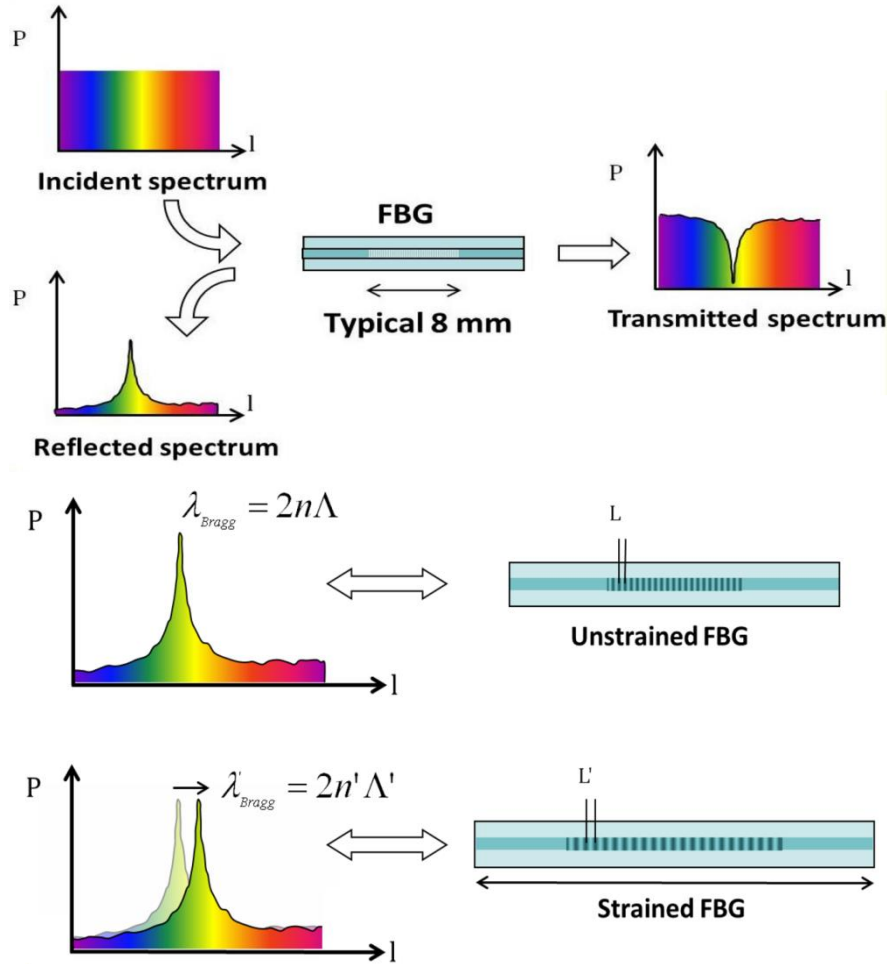 P
l
Incident spectrum
FBG
Typical 8 mm
P
l
Transmitted spectrum
P
l
Reflected spectrum
P
λBragg = 2nΛ
l
L
Unstrained FBG
P
λ'Bragg = 2n'Λ'
l
L'
Strained FBG